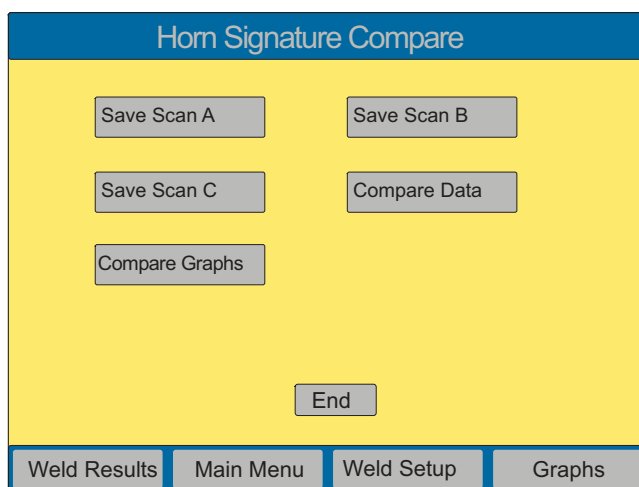 Horn Signature Compare
Save Scan A
Save Scan B
Save Scan C
Compare Data
Compare Graphs
End
Weld Results
Main Menu
Weld Setup
Graphs